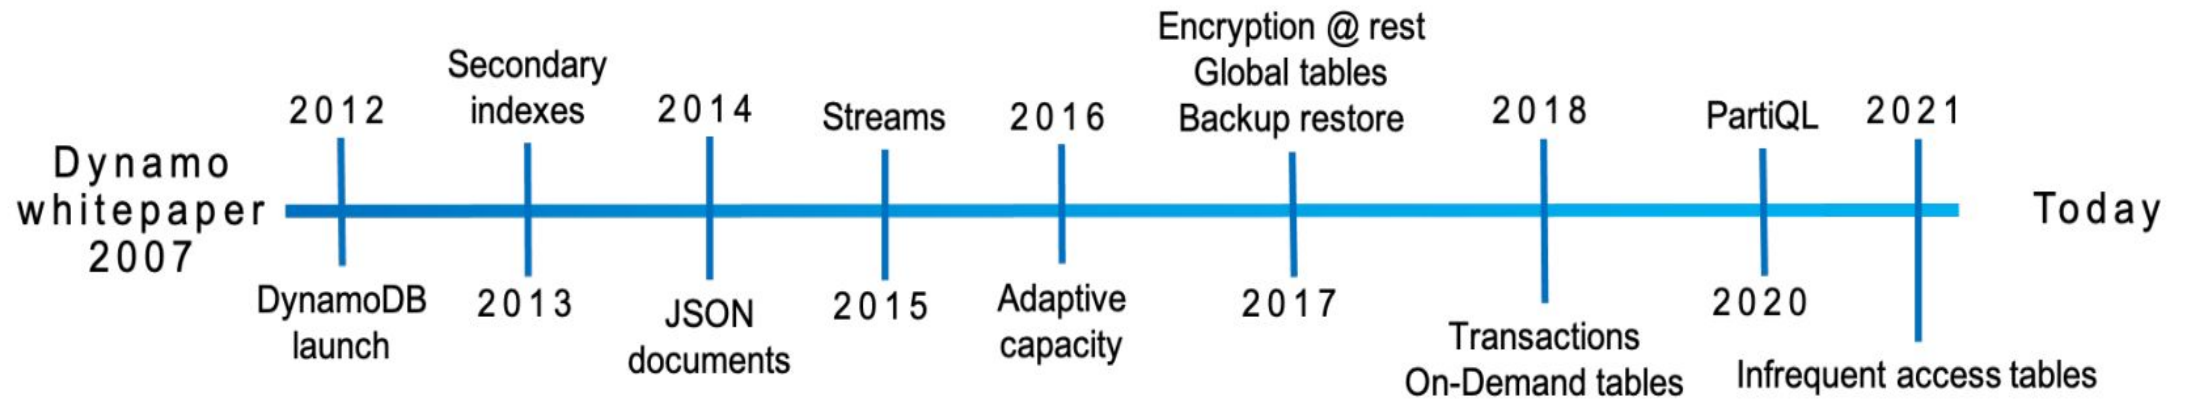 Dynamo
whitepaper
2007
2012
DynamoDB
launch
Secondary
indexes
2013
2014
JSON
documents
Streams
2015
2016
Adaptive
capacity
Encryption @ rest
Global tables
Backup restore
2017
2018
Transactions
On-Demand tables
PartiQL
2020
2021
Infrequent access tables
Today